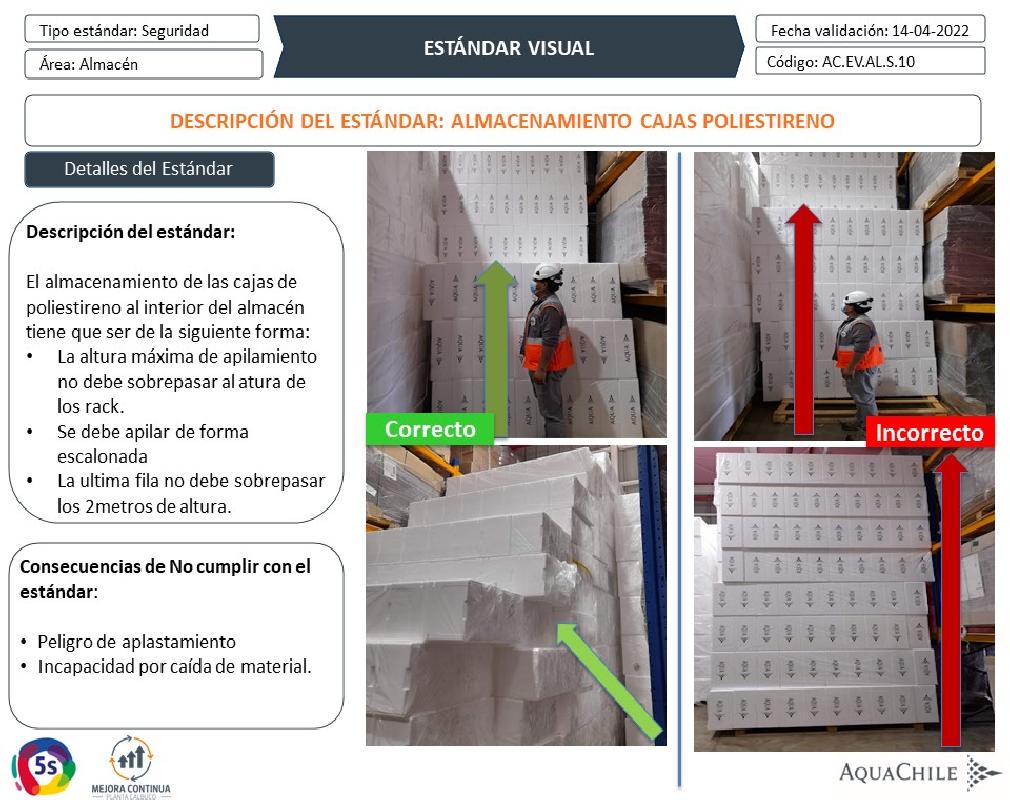 Tipo estándar: Seguridad
Área: Almacén
ESTÁNDAR VISUAL
Fecha validación: 14-04-2022
Código: AC.EV.AL.S.10
DESCRIPCIÓN DEL ESTÁNDAR: ALMACENAMIENTO CAJAS POLIESTIRENO
Detalles del Estándar
Descripción del estándar:
El almacenamiento de las cajas de
poliestireno al interior del almacén
tiene que ser de la siguiente forma:
• La altura máxima de apilamiento
no debe sobrepasar al atura de
los rack.
• Se debe apilar de forma
escalonada
• La ultima fila no debe sobrepasar
los 2metros de altura.
Consecuencias de No cumplir con el
estándar:
• Peligro de aplastamiento
• Incapacidad por caída de material.
Correcto
Incorrecto
5s
MEJORA CONTINUA
PLANTA CALBUCO
AQUACHILE